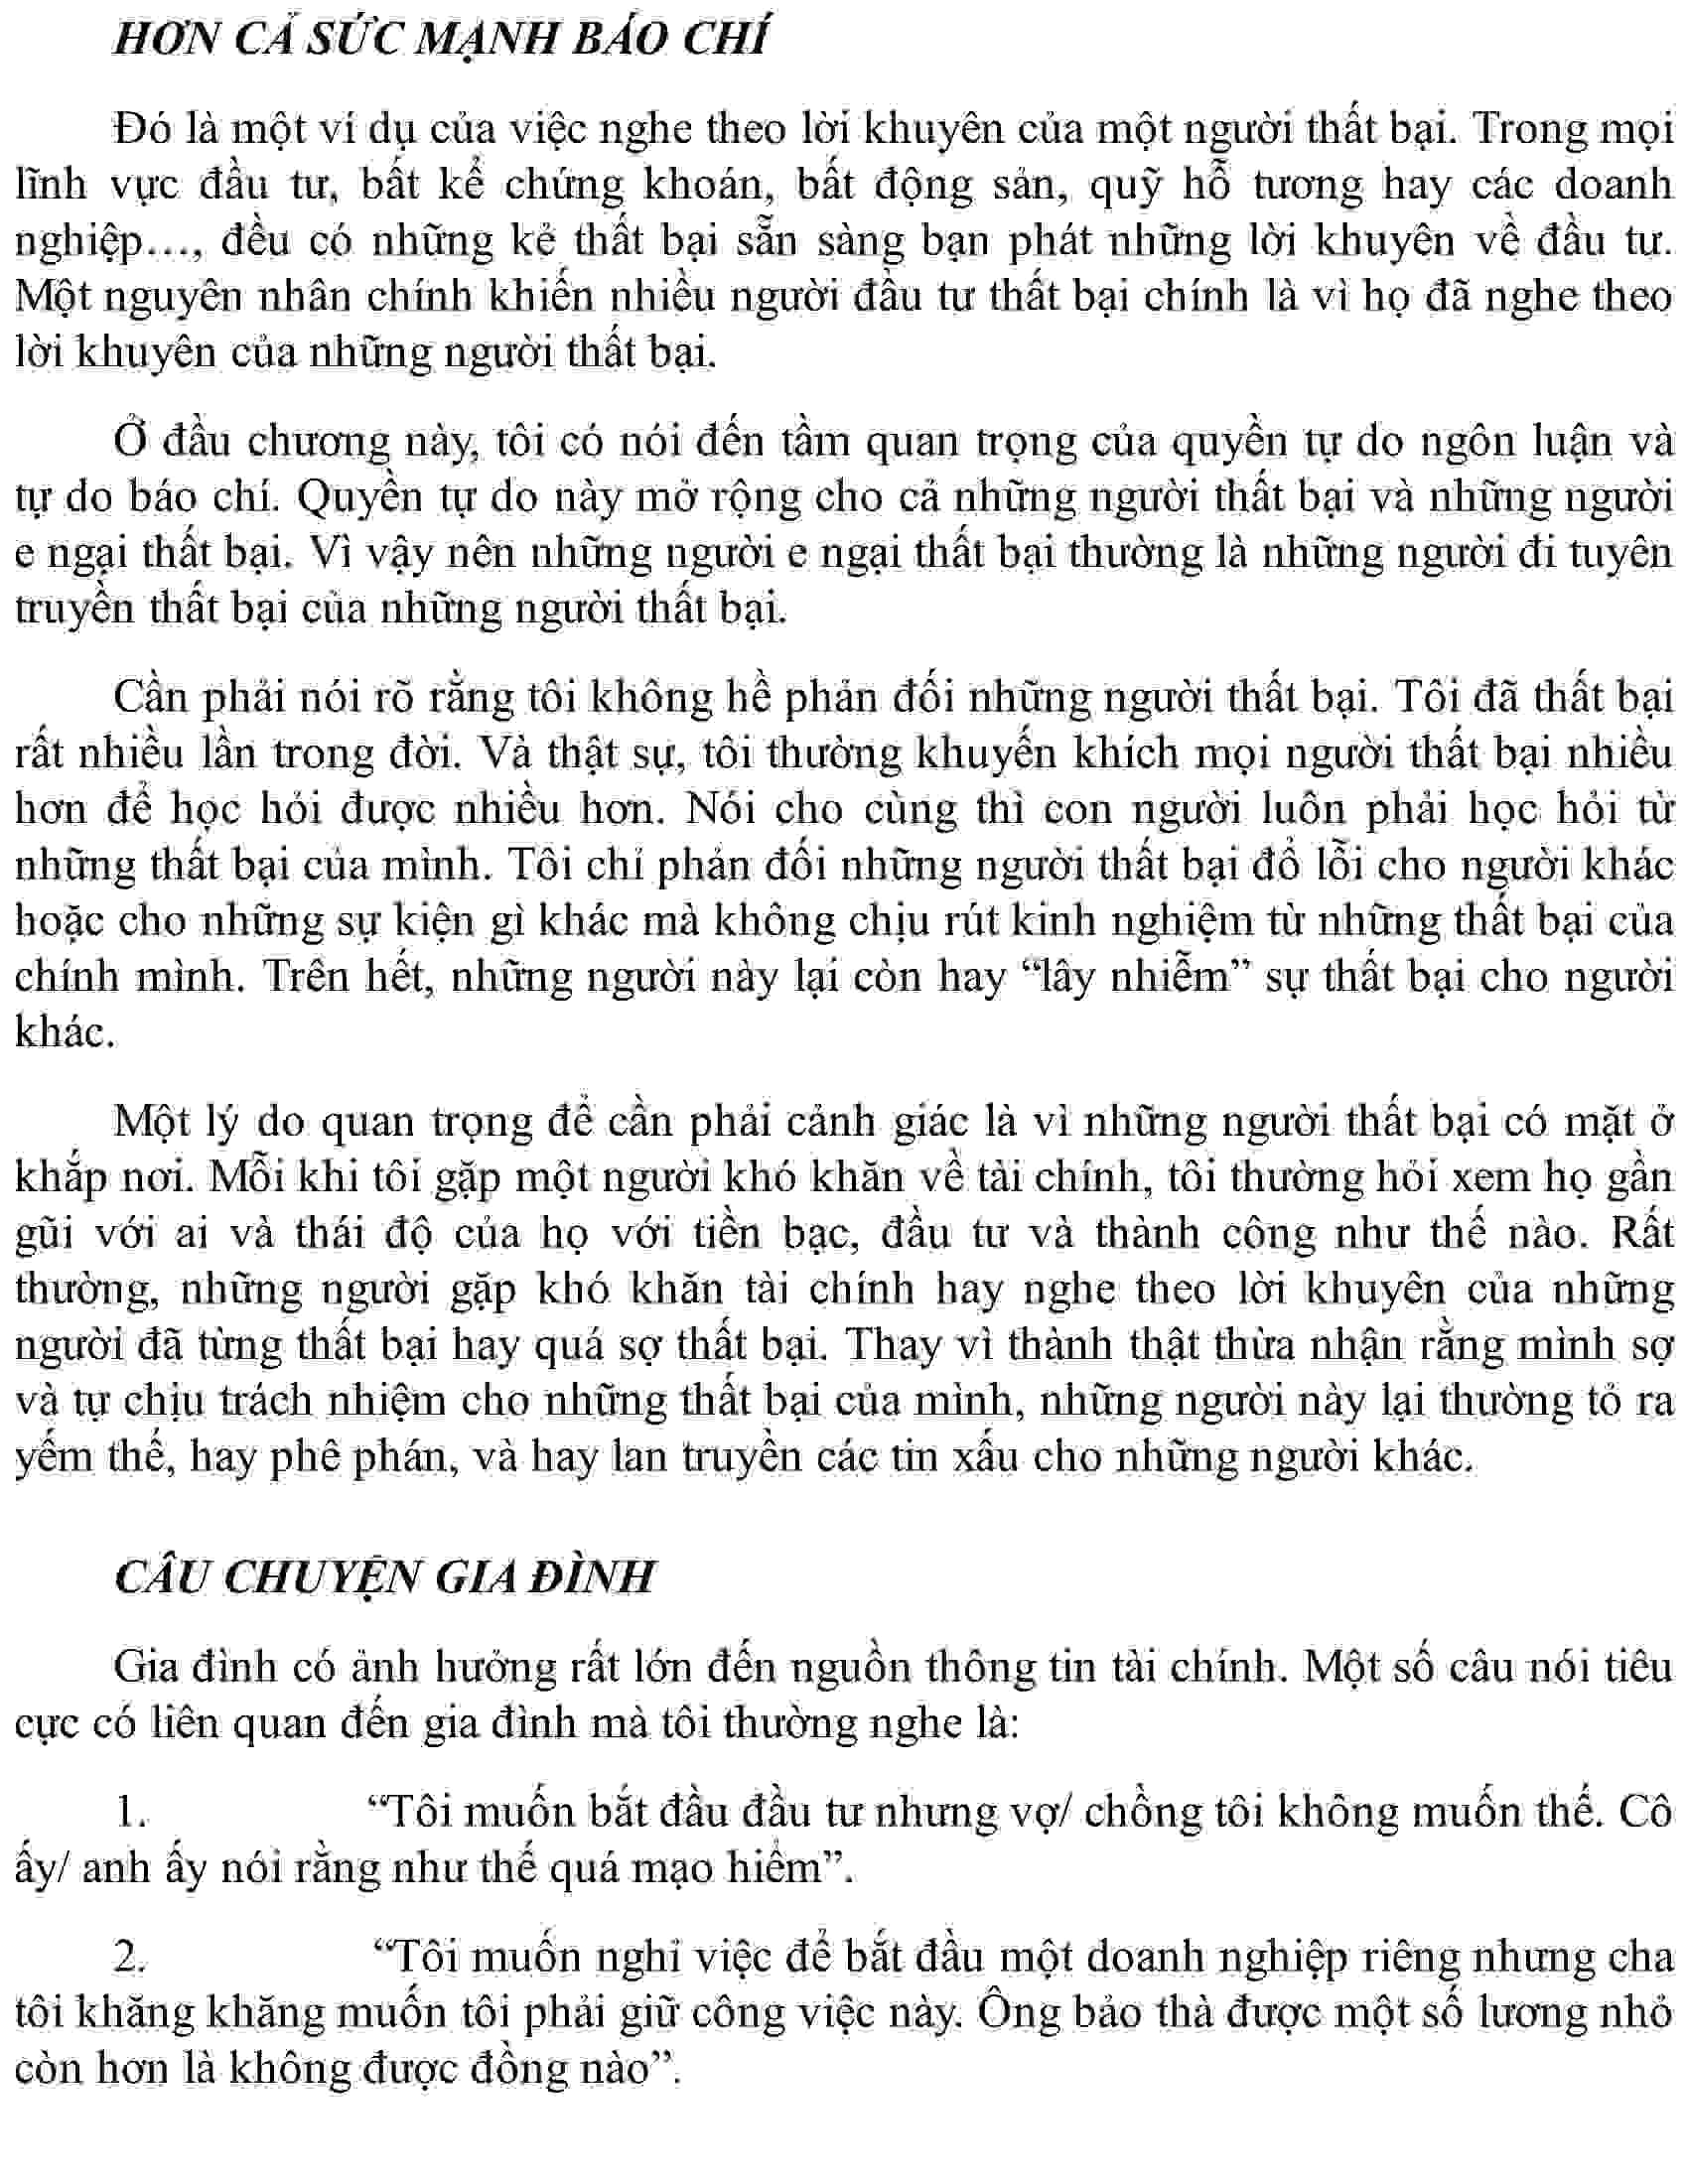 HƠN CẢ SỨC MẠNH BÁO CHÍ
Đó là một ví dụ của việc nghe theo lời khuyên của một người thất bại. Trong mọi
lĩnh vực đầu tư, bất kể chứng khoán, bất động sản, quỹ hỗ tương hay các doanh
nghiệp…, đều có những kẻ thất bại sẵn sàng bạn phát những lời khuyên về đầu tư.
Một nguyên nhân chính khiến nhiều người đầu tư thất bại chính là vì họ đã nghe theo
lời khuyên của những người thất bại.
Ở đầu chương này, tôi có nói đến tầm quan trọng của quyền tự do ngôn luận và
tự do báo chí. Quyền tự do này mở rộng cho cả những người thất bại và những người
e ngại thất bại. Vì vậy nên những người e ngại thất bại thường là những người đi tuyên
truyền thất bại của những người thất bại.
Cần phải nói rõ rằng tôi không hề phản đối những người thất bại. Tôi đã thất bại
rất nhiều lần trong đời. Và thật sự, tôi thường khuyến khích mọi người thất bại nhiều
hơn để học hỏi được nhiều hơn. Nói cho cùng thì con người luôn phải học hỏi từ
những thất bại của mình. Tôi chỉ phản đối những người thất bại đổ lỗi cho người khác
hoặc cho những sự kiện gì khác mà không chịu rút kinh nghiệm từ những thất bại của
chính mình. Trên hết, những người này lại còn hay “lây nhiễm” sự thất bại cho người
khác.
Một lý do quan trọng để cần phải cảnh giác là vì những người thất bại có mặt ở
khắp nơi. Mỗi khi tôi gặp một người khó khăn về tài chính, tôi thường hỏi xem họ gần
gũi với ai và thái độ của họ với tiền bạc, đầu tư và thành công như thế nào. Rất
thường, những người gặp khó khăn tài chính hay nghe theo lời khuyên của những
người đã từng thất bại hay quá sợ thất bại. Thay vì thành thật thừa nhận rằng mình sợ
và tự chịu trách nhiệm cho những thất bại của mình, những người này lại thường tỏ ra
yếm thế, hay phê phán, và hay lan truyền các tin xấu cho những người khác.
CÂU CHUYỆN GIA ĐÌNH
Gia đình có ảnh hưởng rất lớn đến nguồn thông tin tài chính. Một số câu nói tiêu
cực có liên quan đến gia đình mà tôi thường nghe là:
1. “Tôi muốn bắt đầu đầu tư nhưng vợ/ chồng tôi không muốn thế. Cô
ấy/ anh ấy nói rằng như thế quá mạo hiểm”.
2. “Tôi muốn nghỉ việc để bắt đầu một doanh nghiệp riêng nhưng cha
tôi khăng khăng muốn tôi phải giữ công việc này. Ông bảo thà được một số lương nhỏ
còn hơn là không được đồng nào”.